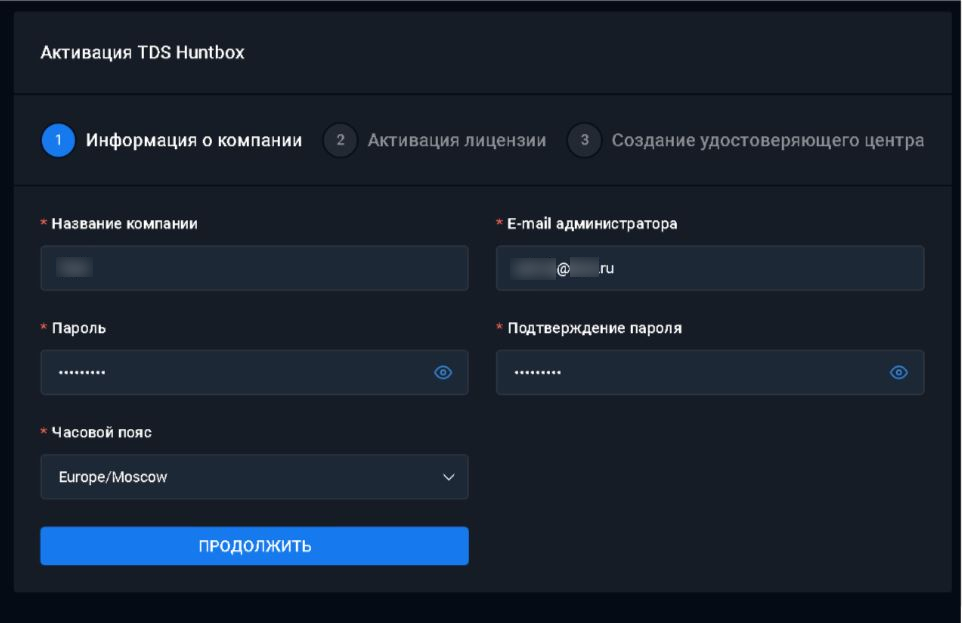 Активация TDS Huntbox
1 Информация о компании 2 Активация лицензии 3 Создание удостоверяющего центра
* Название компании * E-mail администратора
@ .ru
* Пароль * Подтверждение пароля
••••••••• •••••••••
* Часовой пояс
Europe/Moscow
ПРОДОЛЖИТЬ